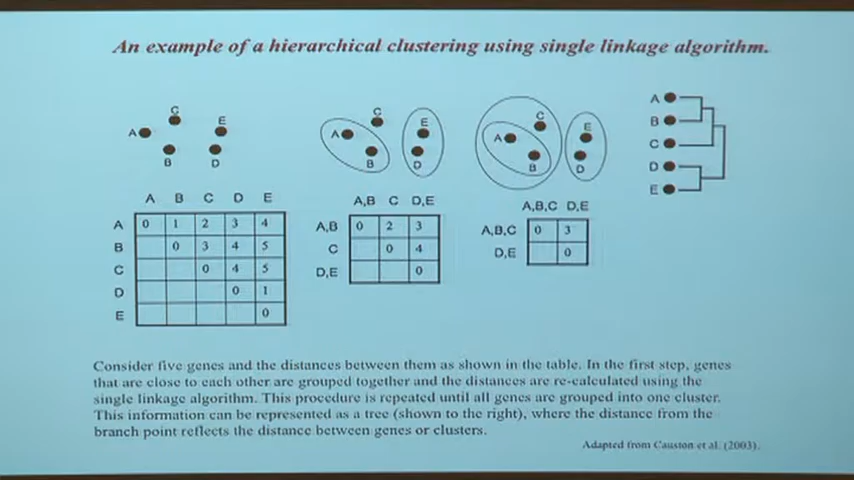 An example of a hierarchical clustering using single linkage algorithm.
C
A
E
B
D
C
A
E
B
D
C
A
E
B
D
A
B
C
D
E
A B C D E
A 0 1 2 3 4
B 0 3 4 5
C 0 4 5
D 0 1
E 0
A,B C D,E
A,B 0 2 3
C 0 4
D,E 0
A,B,C D,E
A,B,C 0 3
D,E 0
Consider five genes and the distances between them as shown in the table. In the first step, genes
that are close to each other are grouped together and the distances are re-calculated using the
single linkage algorithm. This procedure is repeated until all genes are grouped into one cluster.
This information can be represented as a tree (shown to the right), where the distance from the
branch point reflects the distance between genes or clusters.
Adapted from Causton et al. (2003).